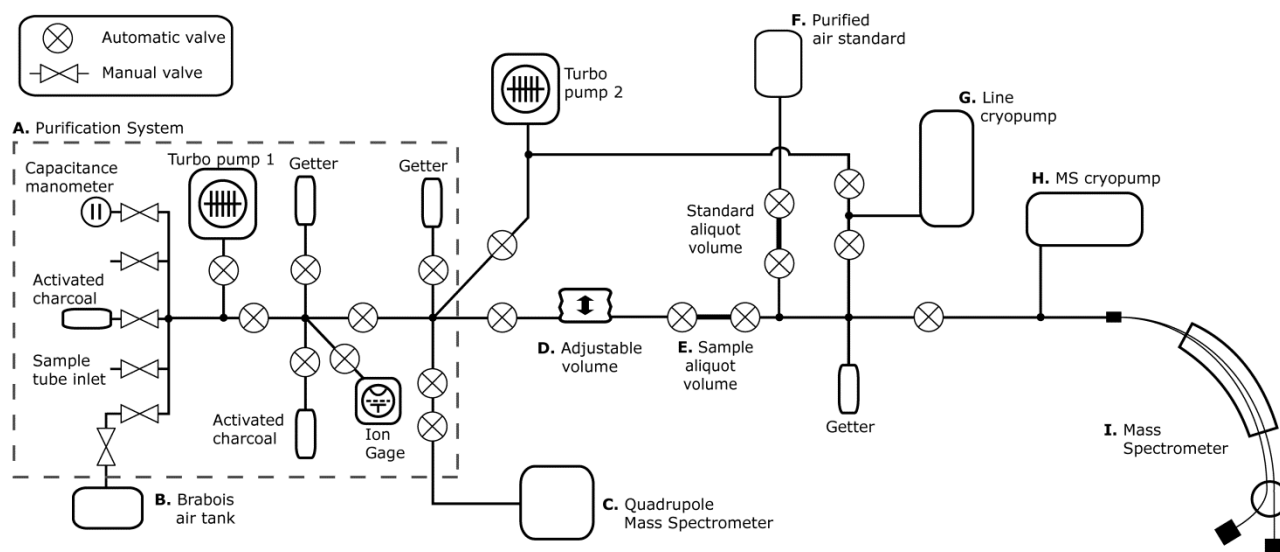 Automatic valve
Manual valve
A. Purification System
Capacitance
manometer
Turbo pump 1
Getter
Getter
Activated
charcoal
Sample
tube inlet
Activated
charcoal
Ion
Gage
B. Brabois
air tank
Turbo
pump 2
C. Quadrupole
Mass Spectrometer
D. Adjustable
volume
E. Sample
aliquot
volume
Standard
aliquot
volume
F. Purified
air standard
G. Line
cryopump
H. MS cryopump
Getter
I. Mass
Spectrometer